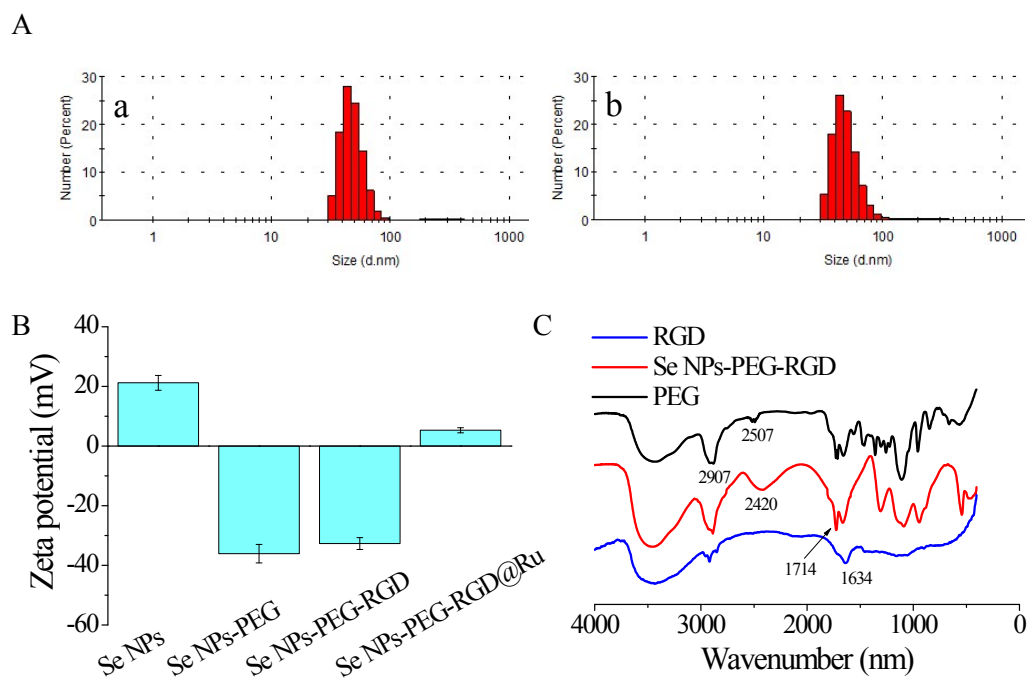 A
30
20
10
0
Number (Percent)
a
1
10
100
1000
Size (d.nm)
30
20
10
0
Number (Percent)
b
1
10
100
1000
Size (d.nm)
B
40
20
0
-20
-40
-60
Zeta potential (mV)
Se NPs
Se NPs-PEG
Se NPs-PEG-RGD
Se NPs-PEG-RGD@Ru
C
RGD
Se NPs-PEG-RGD
PEG
2507
2907
2420
1714
1634
4000
3000
2000
1000
Wavenumber (nm)